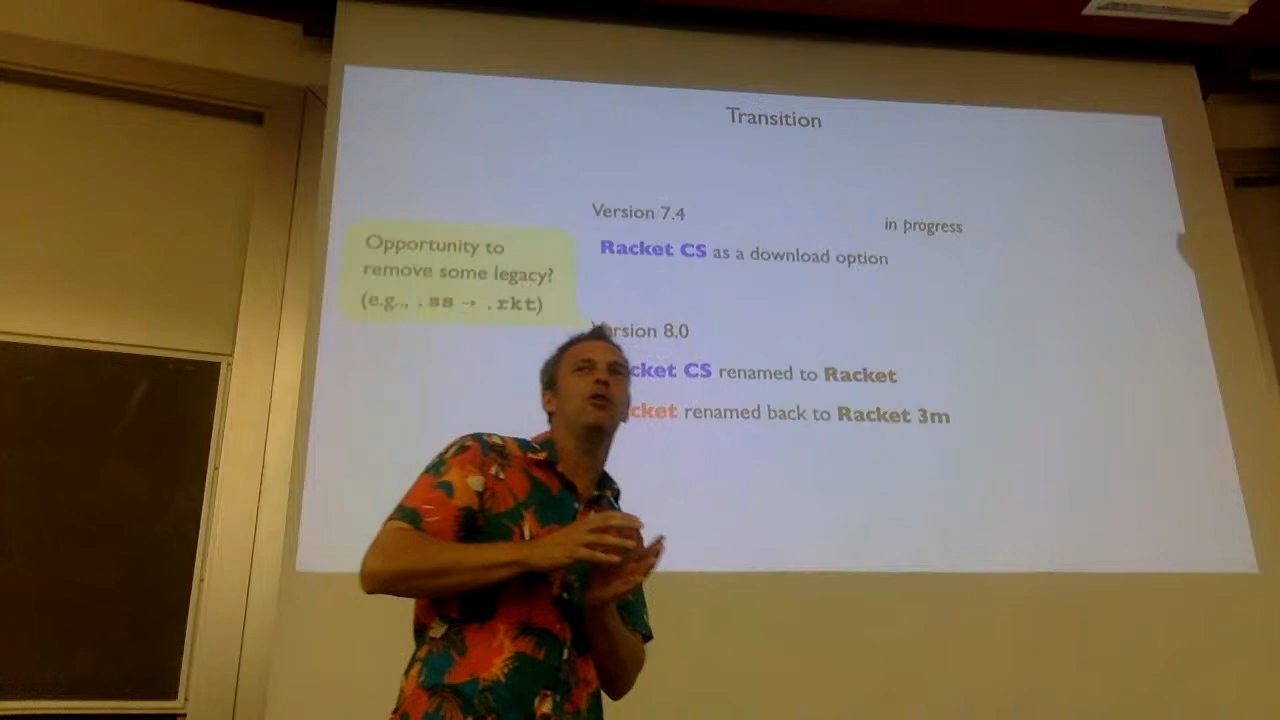 Transition
Version 7.4
in progress
Racket CS as a download option
Opportunity to
remove some legacy?
(e.g., .ss → .rkt)
rsion 8.0
cket CS renamed to Racket
cket renamed back to Racket 3m